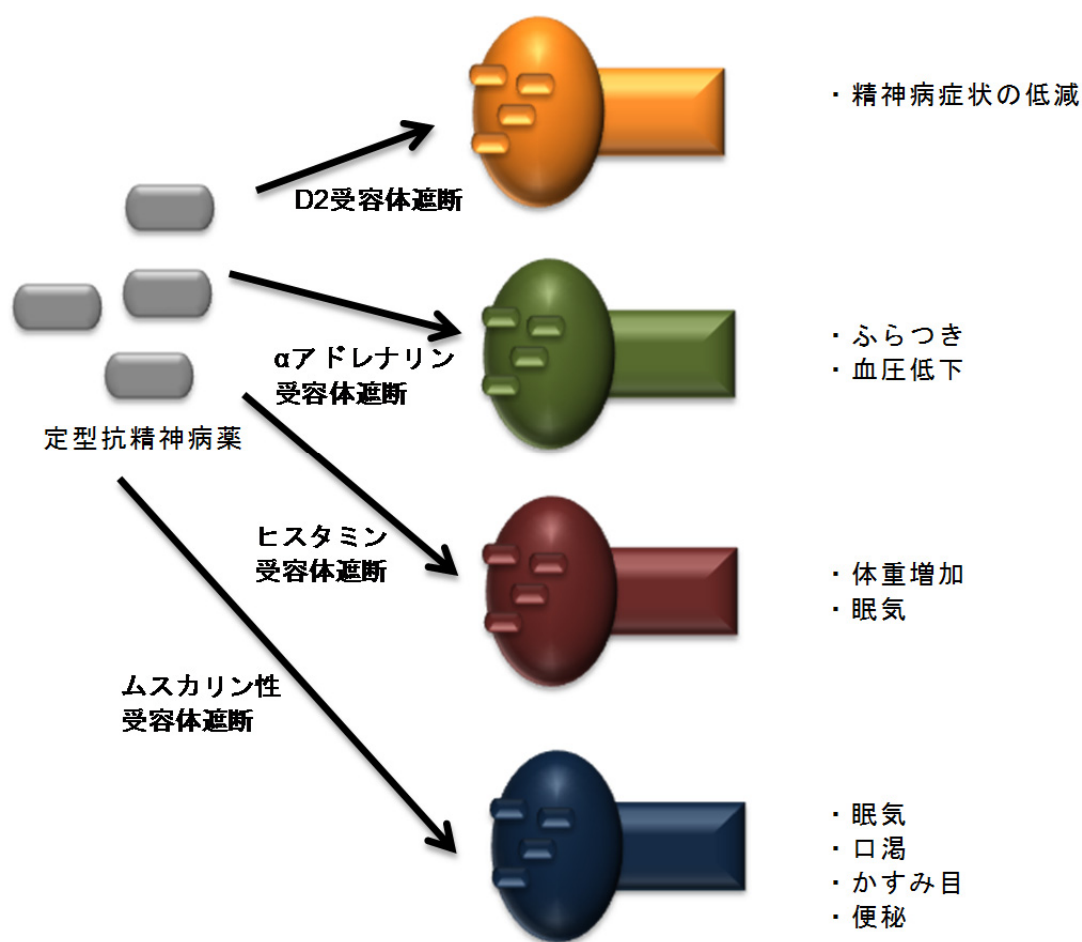 ・精神病症状の低減
D2受容体遮断
αアドレナリン
受容体遮断
・ふらつき
・血圧低下
定型抗精神病薬
ヒスタミン
受容体遮断
・体重増加
・眠気
ムスカリン性
受容体遮断
・眠気
・口渇
・かすみ目
・便秘